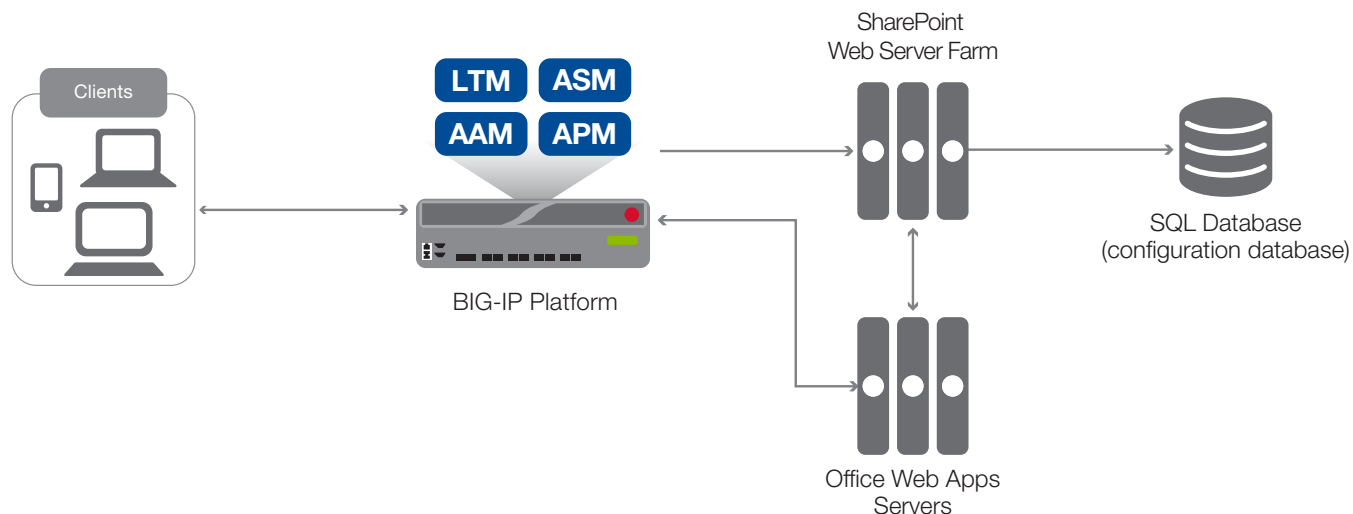 Clients
LTM
ASM
AAM
APM
BIG-IP Platform
SharePoint
Web Server Farm
SQL Database
(configuration database)
Office Web Apps
Servers